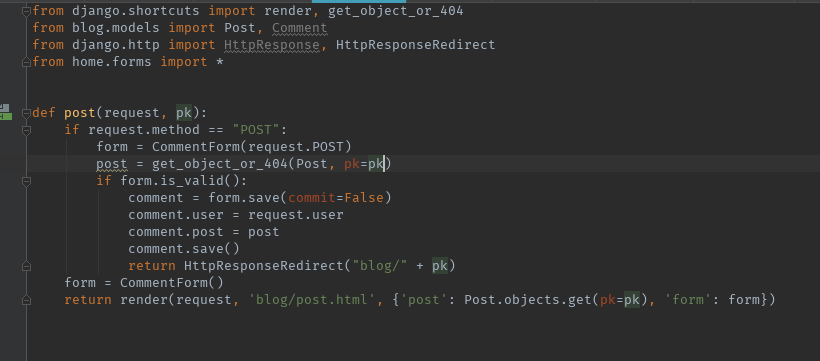 from django.shortcuts import render, get_object_or_404
from blog.models import Post, Comment
from django.http import HttpResponse, HttpResponseRedirect
from home.forms import *
def post(request, pk):
    if request.method == "POST":
        form = CommentForm(request.POST)
        post = get_object_or_404(Post, pk=pk)
        if form.is_valid():
            comment = form.save(commit=False)
            comment.user = request.user
            comment.post = post
            comment.save()
            return HttpResponseRedirect("blog/" + pk)
    form = CommentForm()
    return render(request, 'blog/post.html', {'post': Post.objects.get(pk=pk), 'form': form})